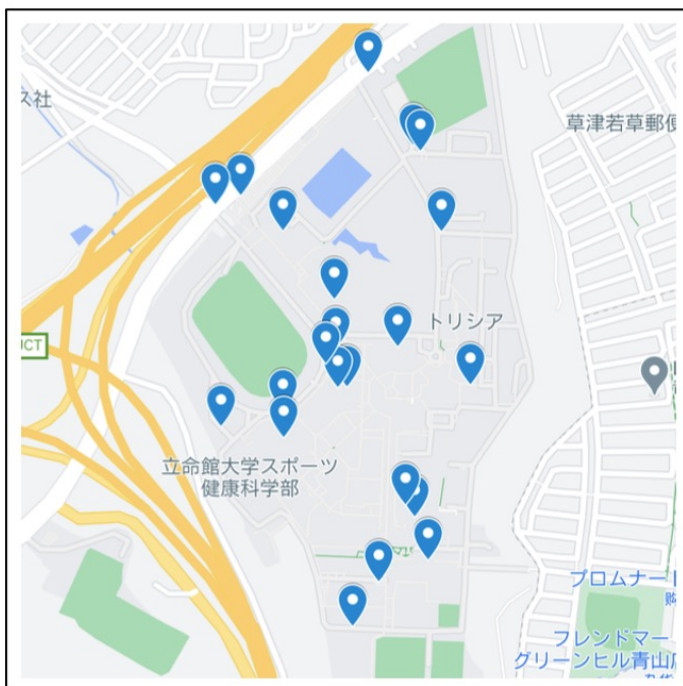 ス社
草津若草郵便
トリシア
JCT
立命館大学スポーツ
健康科学部
プロムナード
フレンドマー
グリーンヒル青山店